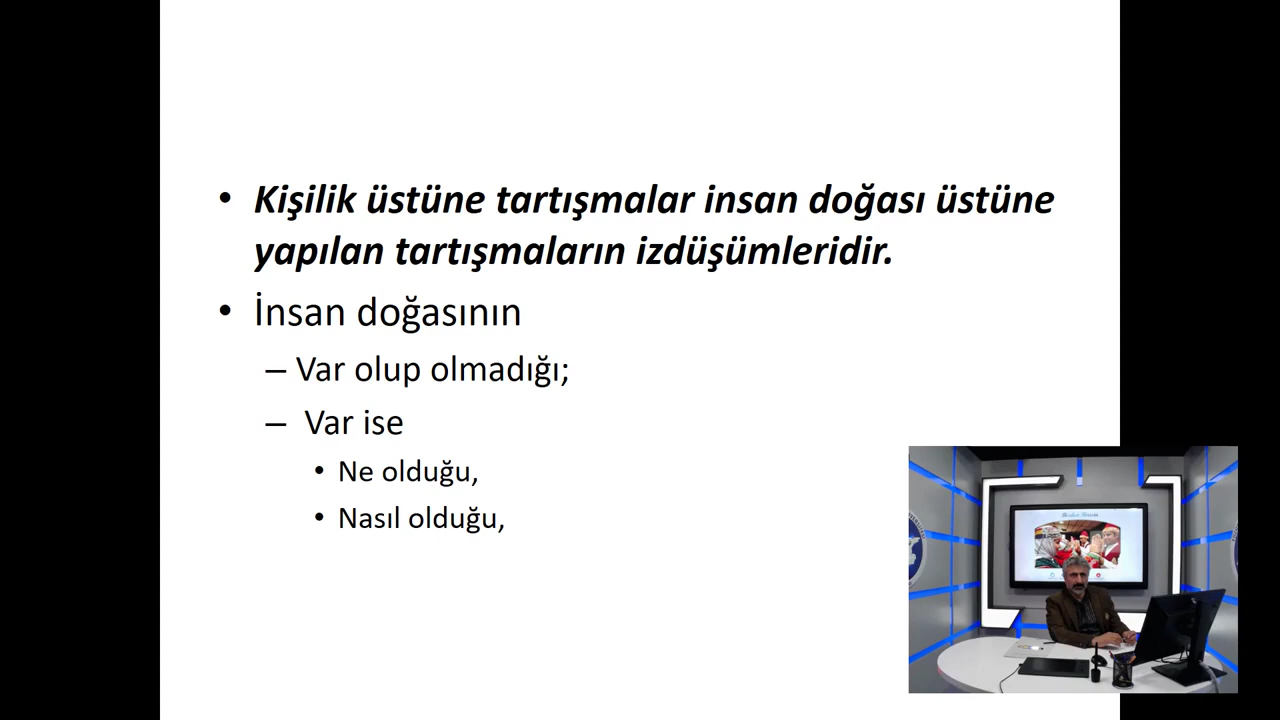 • Kişilik üstüne tartışmalar insan doğası üstüne
yapılan tartışmaların izdüşümleridir.
• İnsan doğasının
– Var olup olmadığı;
– Var ise
• Ne olduğu,
• Nasıl olduğu,